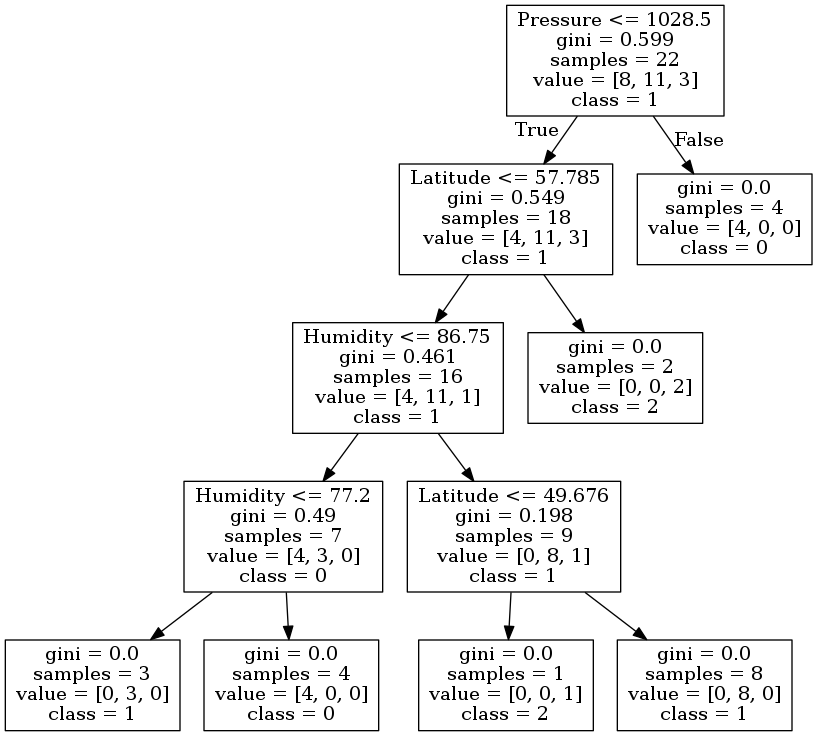 Pressure <= 1028.5
gini = 0.599
samples = 22
value = [8, 11, 3]
class = 1
True
False
Latitude <= 57.785
gini = 0.549
samples = 18
value = [4, 11, 3]
class = 1
gini = 0.0
samples = 4
value = [4, 0, 0]
class = 0
Humidity <= 86.75
gini = 0.461
samples = 16
value = [4, 11, 1]
class = 1
gini = 0.0
samples = 2
value = [0, 0, 2]
class = 2
Humidity <= 77.2
gini = 0.49
samples = 7
value = [4, 3, 0]
class = 0
Latitude <= 49.676
gini = 0.198
samples = 9
value = [0, 8, 1]
class = 1
gini = 0.0
samples = 3
value = [0, 3, 0]
class = 1
gini = 0.0
samples = 4
value = [4, 0, 0]
class = 0
gini = 0.0
samples = 1
value = [0, 0, 1]
class = 2
gini = 0.0
samples = 8
value = [0, 8, 0]
class = 1